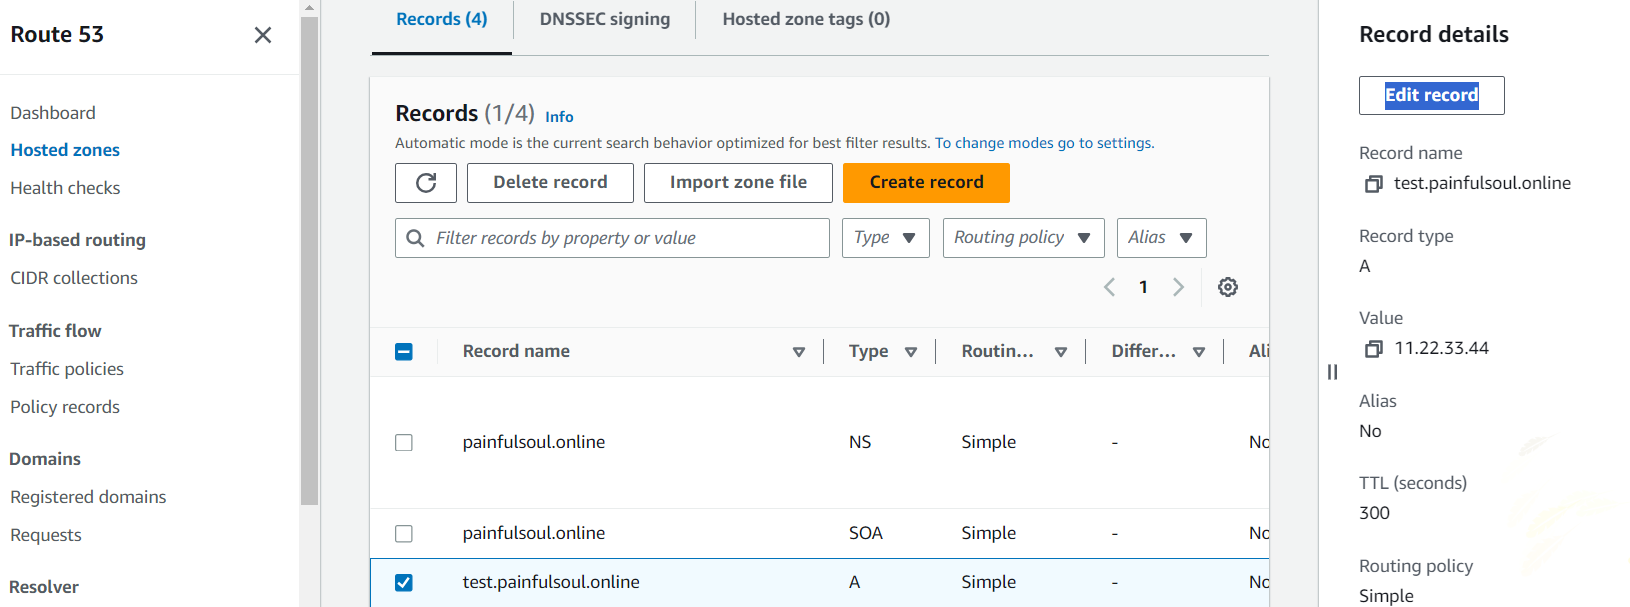 Route 53
Dashboard
Hosted zones
Health checks
IP-based routing
CIDR collections
Traffic flow
Traffic policies
Policy records
Domains
Registered domains
Requests
Resolver
Records (4)
DNSSEC signing
Hosted zone tags (0)
Records (1/4) Info
Automatic mode is the current search behavior optimized for best filter results. To change modes go to settings.
Delete record
Import zone file
Create record
Filter records by property or value
Type
Routing policy
Alias
1
Record name Type Routin... Differ... Ali
painfulsoul.online NS Simple - No
painfulsoul.online SOA Simple - No
test.painfulsoul.online A Simple - No
Record details
Edit record
Record name
test.painfulsoul.online
Record type
A
Value
11.22.33.44
Alias
No
TTL (seconds)
300
Routing policy
Simple